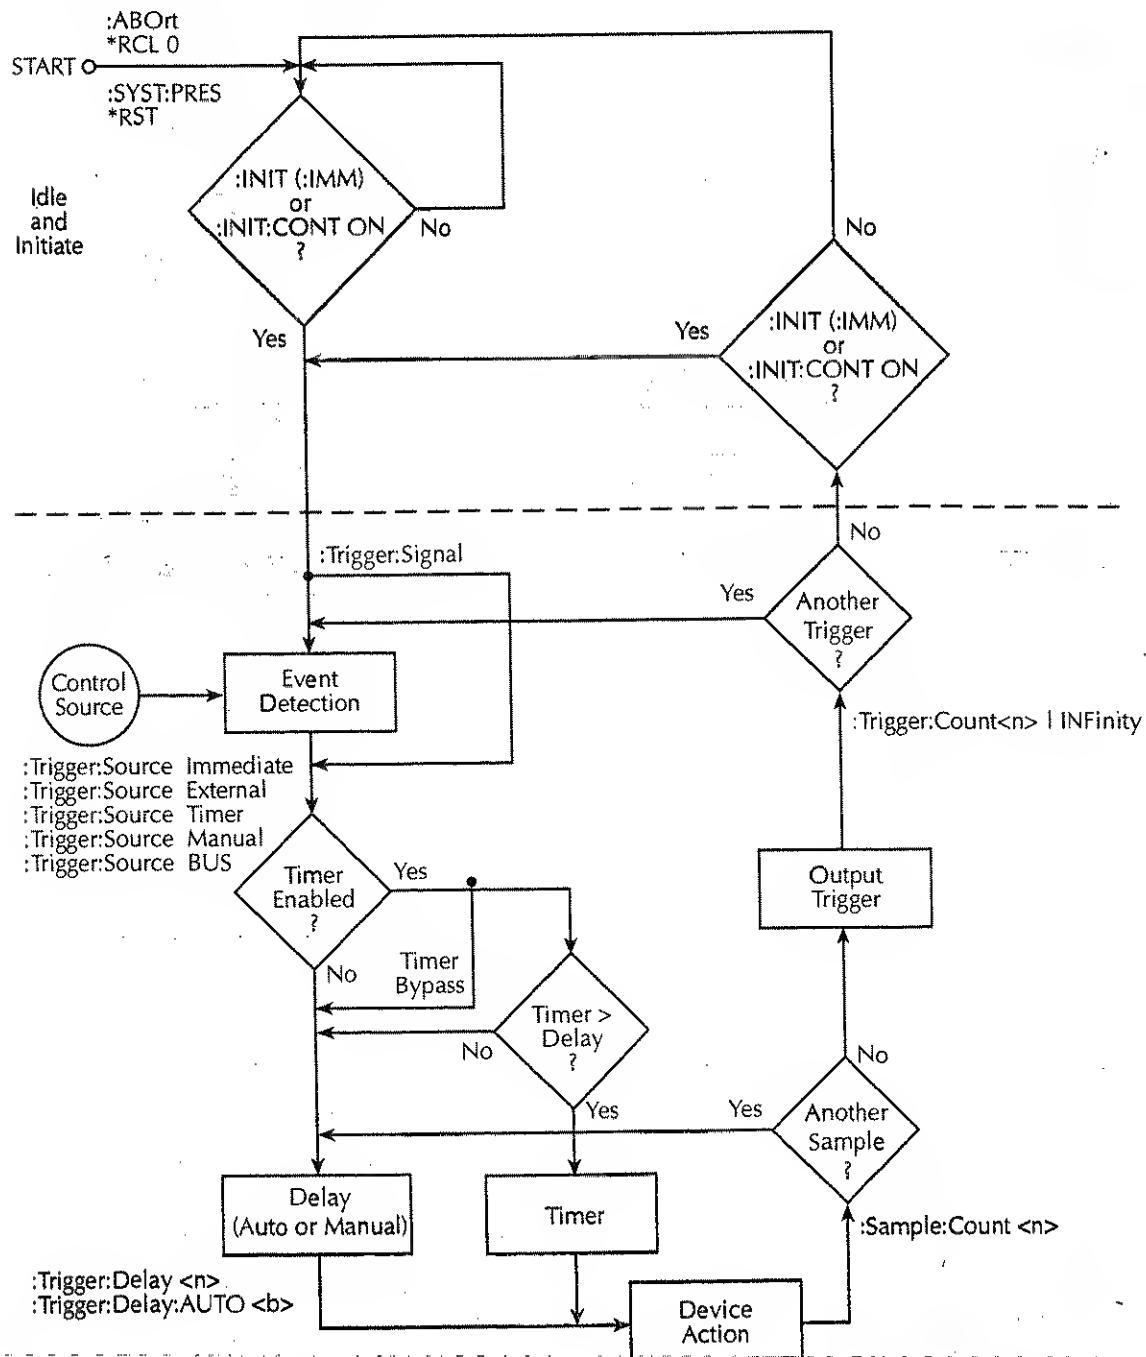 :ABOrt
*RCL 0
START
:SYST:PRES
*RST
Idle
and
Initiate
:INIT (:IMM)
or
:INIT:CONT ON
?
No
Yes
No
:INIT (:IMM)
or
:INIT:CONT ON
?
Yes
No
:Trigger:Signal
Yes
Another
Trigger
?
Control
Source
Event
Detection
:Trigger:Count<n> | INFinity
:Trigger:Source Immediate
:Trigger:Source External
:Trigger:Source Timer
:Trigger:Source Manual
:Trigger:Source BUS
Timer
Enabled
?
Yes
No
Timer
Bypass
Output
Trigger
Timer >
Delay
?
No
Yes
No
Yes
Another
Sample
?
Delay
(Auto or Manual)
Timer
:Sample:Count <n>
:Trigger:Delay <n>
:Trigger:Delay:AUTO <b>
Device
Action